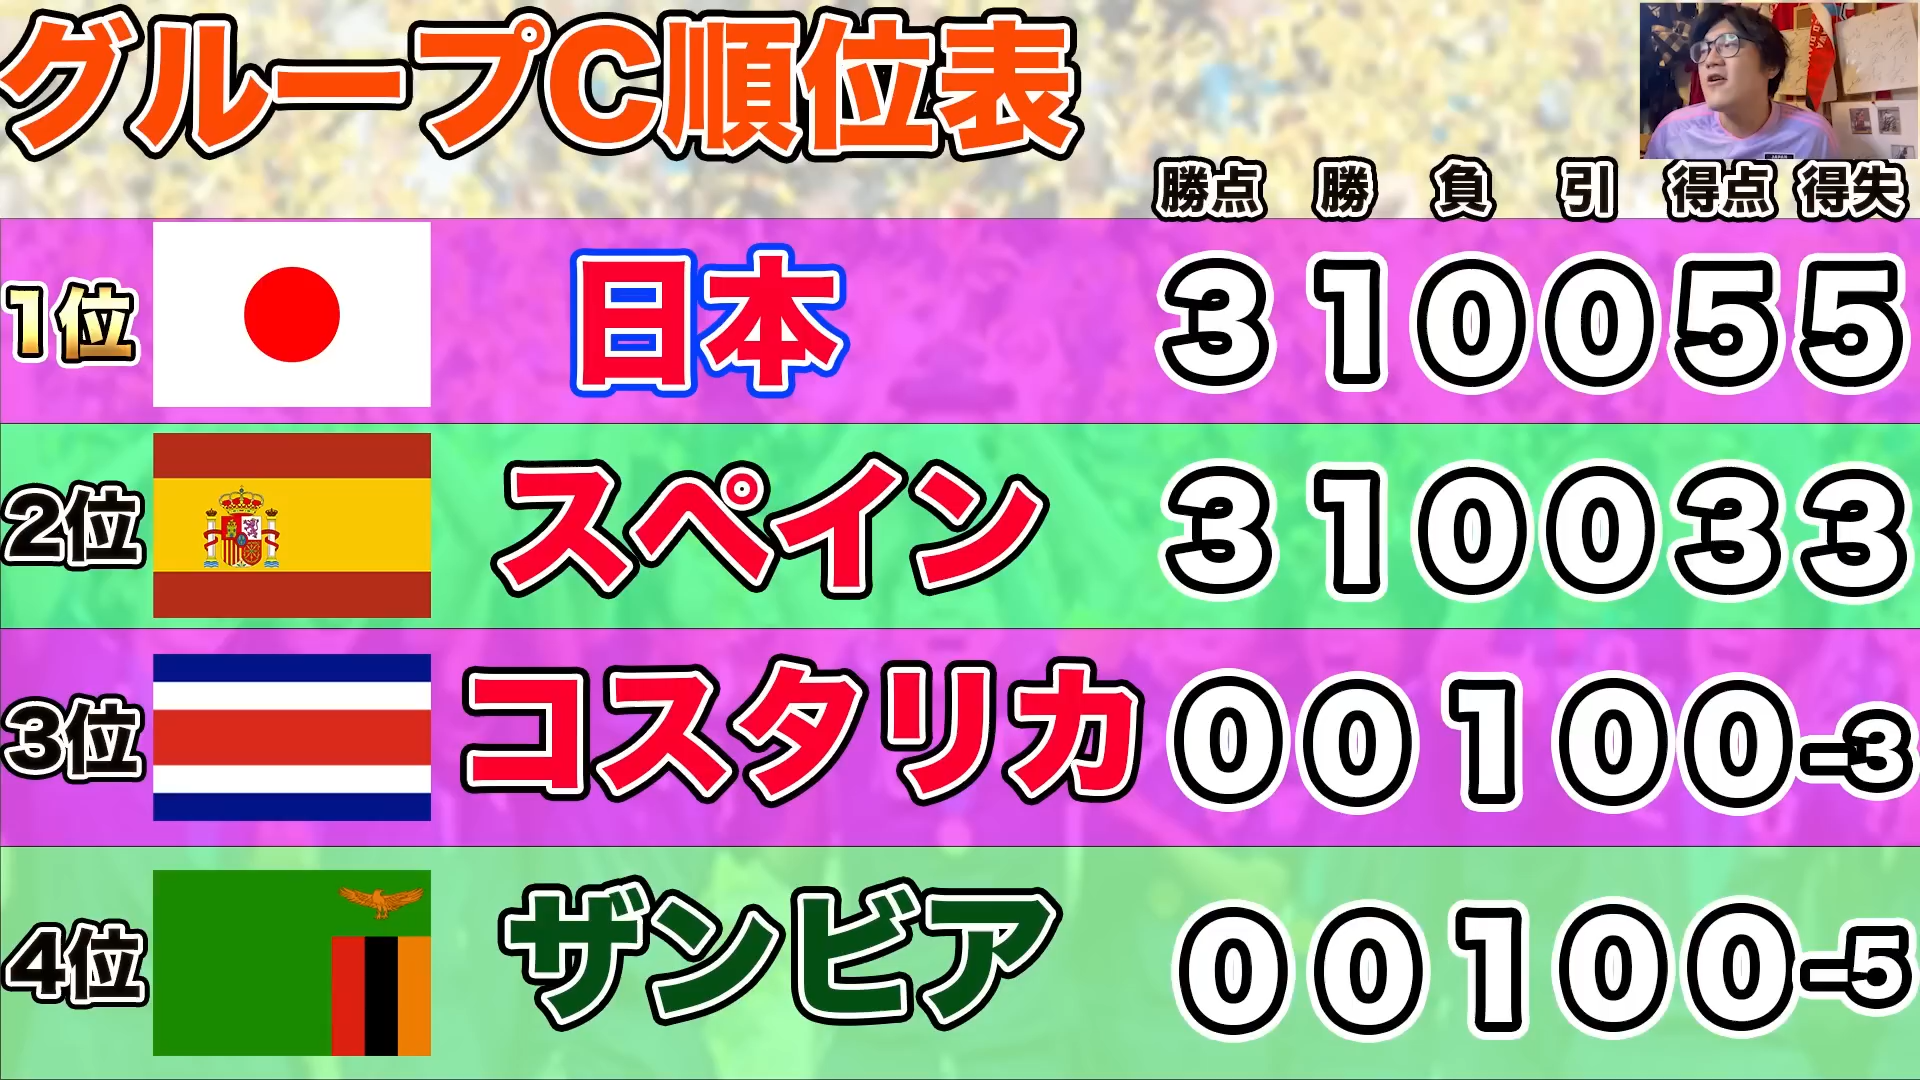 グループC順位表
勝点 勝 負 引 得点 得失
1位 日本 3 1 0 0 5 5
2位 スペイン 3 1 0 0 3 3
3位 コスタリカ 0 0 1 0 0 -3
4位 ザンビア 0 0 1 0 0 -5